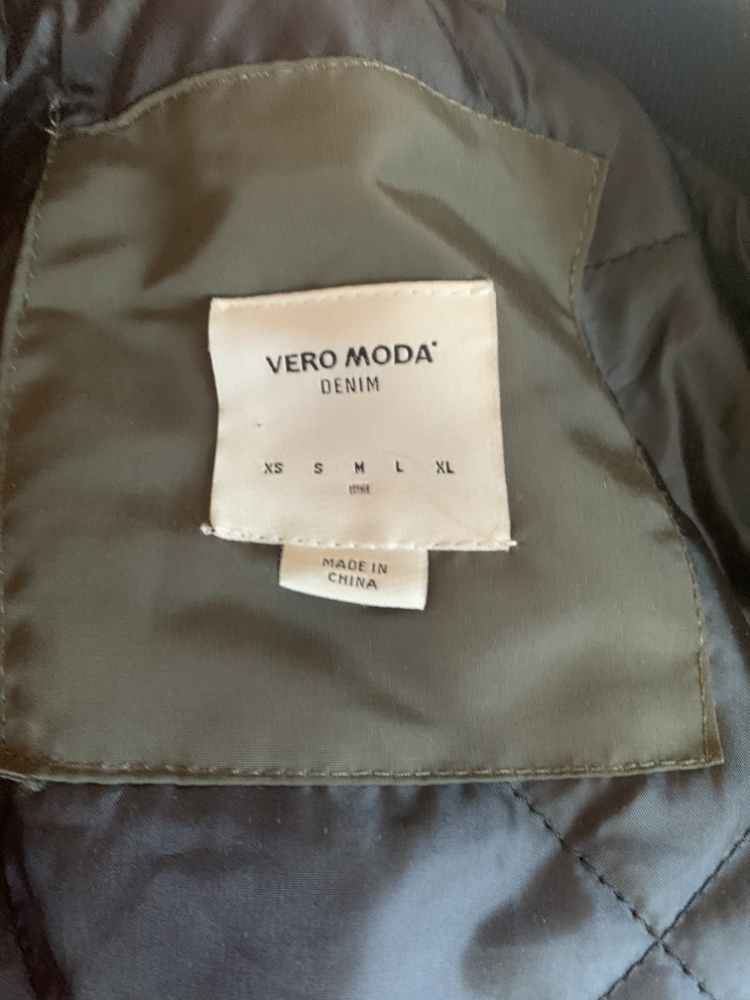 VERO MODA
DENIM
XS S M L XL
MADE IN
CHINA